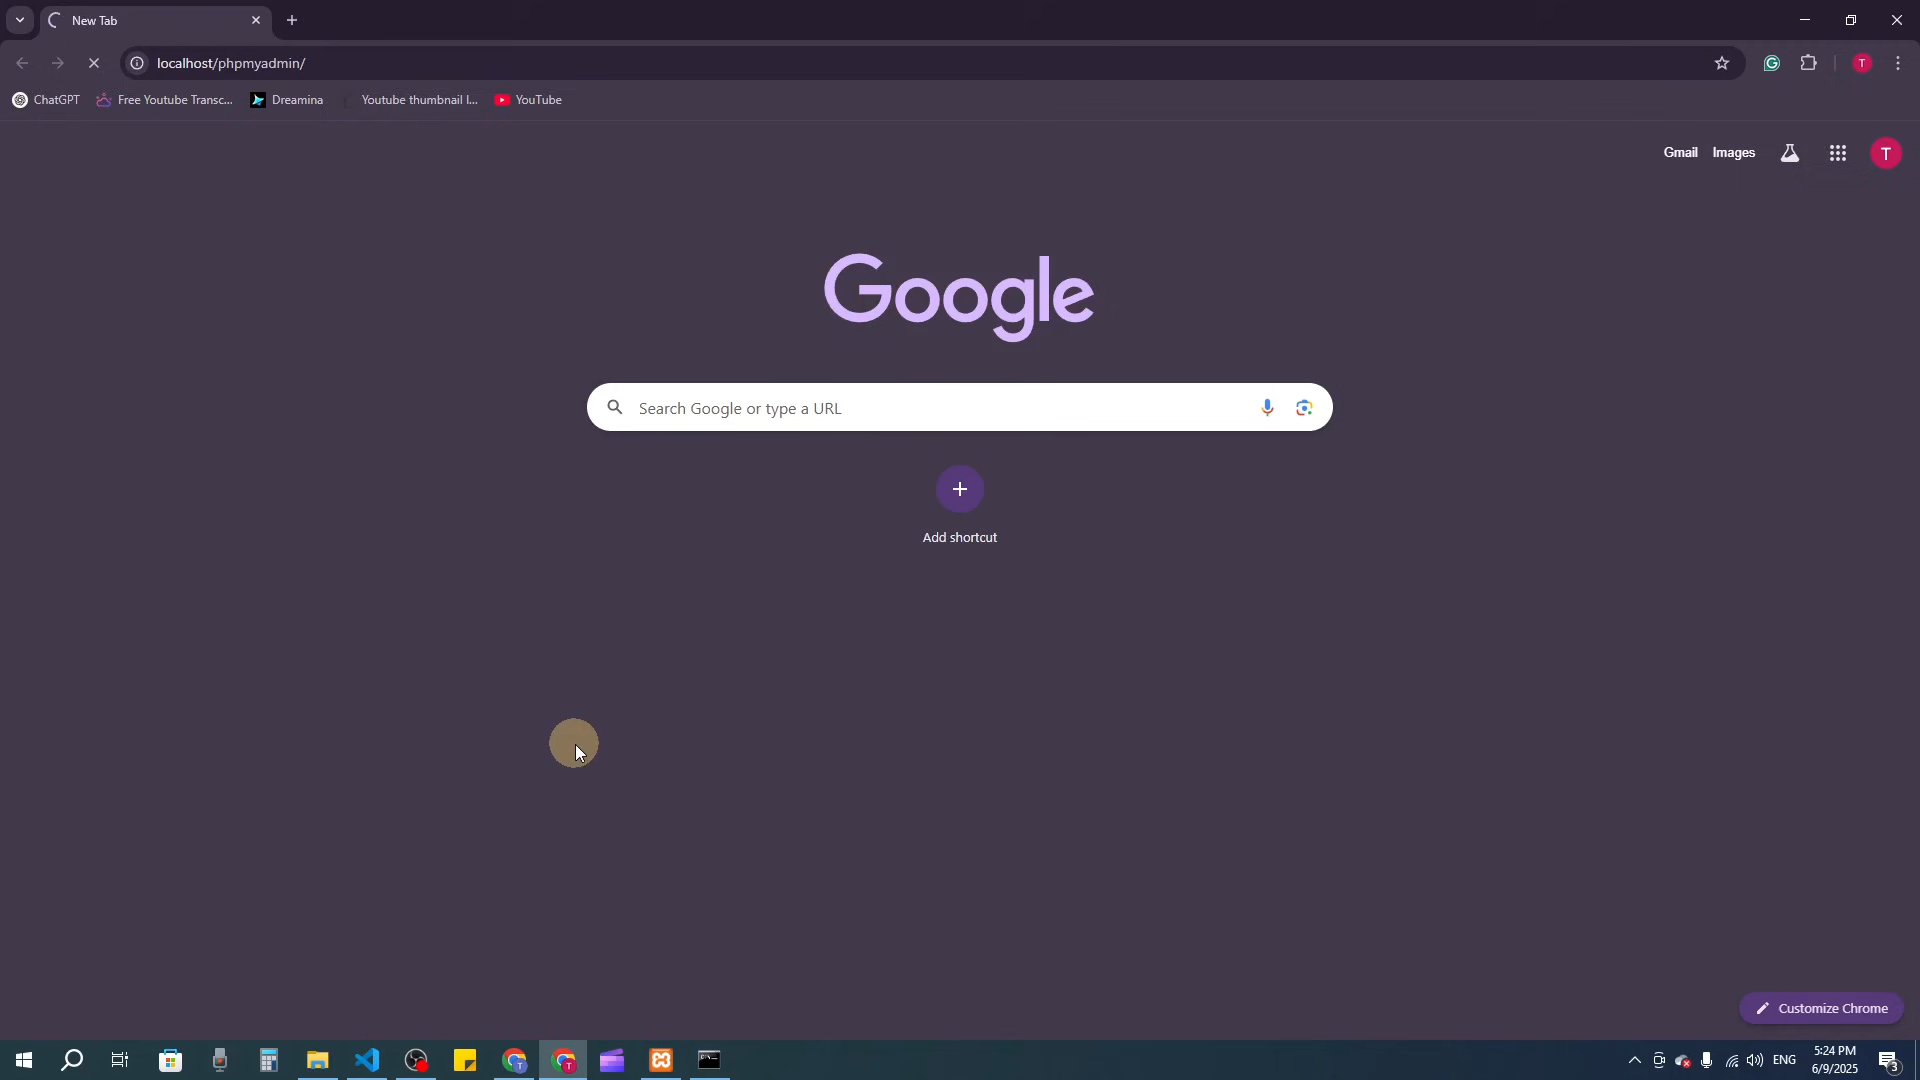 New Tab
localhost/phpmyadmin/
T
ChatGPT
Free Youtube Transc...
Dreamina
Youtube thumbnail I...
YouTube
Gmail
Images
T
Google
Search Google or type a URL
Add shortcut
Customize Chrome
ENG
5:24 PM
6/9/2025
3